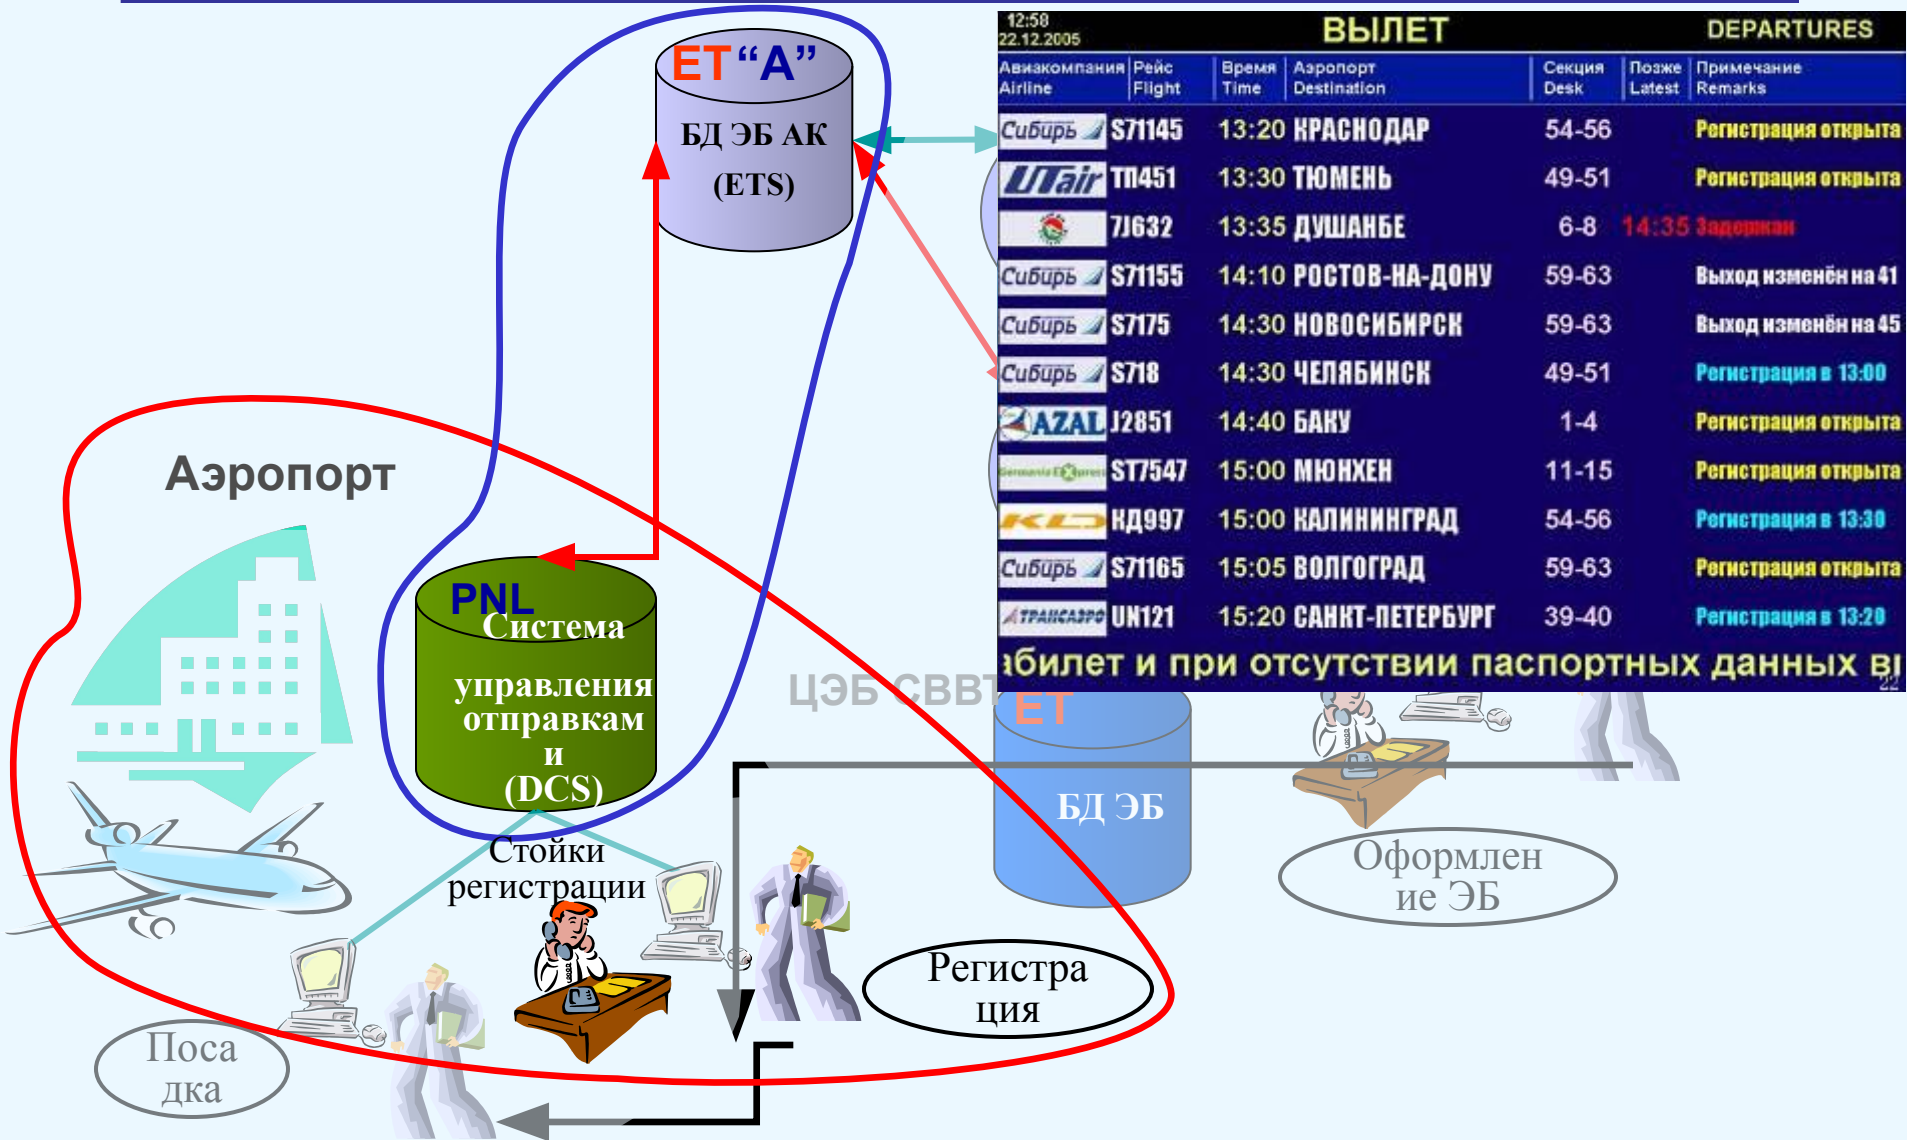 ET “A”
БД ЭБ АК
(ETS)
12:58
22.12.2005
ВЫЛЕТ
DEPARTURES
Авиакомпания Рейс Время Аэропорт Секция Позже Примечание
Airline Flight Time Destination Desk Latest Remarks
Сибирь S71145 13:20 КРАСНОДАР 54-56 Регистрация открыта
UTair ТП451 13:30 ТЮМЕНЬ 49-51 Регистрация открыта
7J632 13:35 ДУШАНБЕ 6-8 14:35 Задержан
Сибирь S71155 14:10 РОСТОВ-НА-ДОНУ 59-63 Выход изменён на 41
Сибирь S7175 14:30 НОВОСИБИРСК 59-63 Выход изменён на 45
Сибирь S718 14:30 ЧЕЛЯБИНСК 49-51 Регистрация в 13:00
AZAL J2851 14:40 БАКУ 1-4 Регистрация открыта
Germania Express ST7547 15:00 МЮНХЕН 11-15 Регистрация открыта
KD КД997 15:00 КАЛИНИНГРАД 54-56 Регистрация в 13:30
Сибирь S71165 15:05 ВОЛГОГРАД 59-63 Регистрация открыта
ТРАНСАЭРО UN121 15:20 САНКТ-ПЕТЕРБУРГ 39-40 Регистрация в 13:20
абилет и при отсутствии паспортных данных вр
22
Аэропорт
PNL
Система
управления
отправкам
и
(DCS)
ЦЭБ СВВТ
ET
БД ЭБ
Оформлен
ие ЭБ
Стойки
регистрации
Регистра
ция
Поса
дка